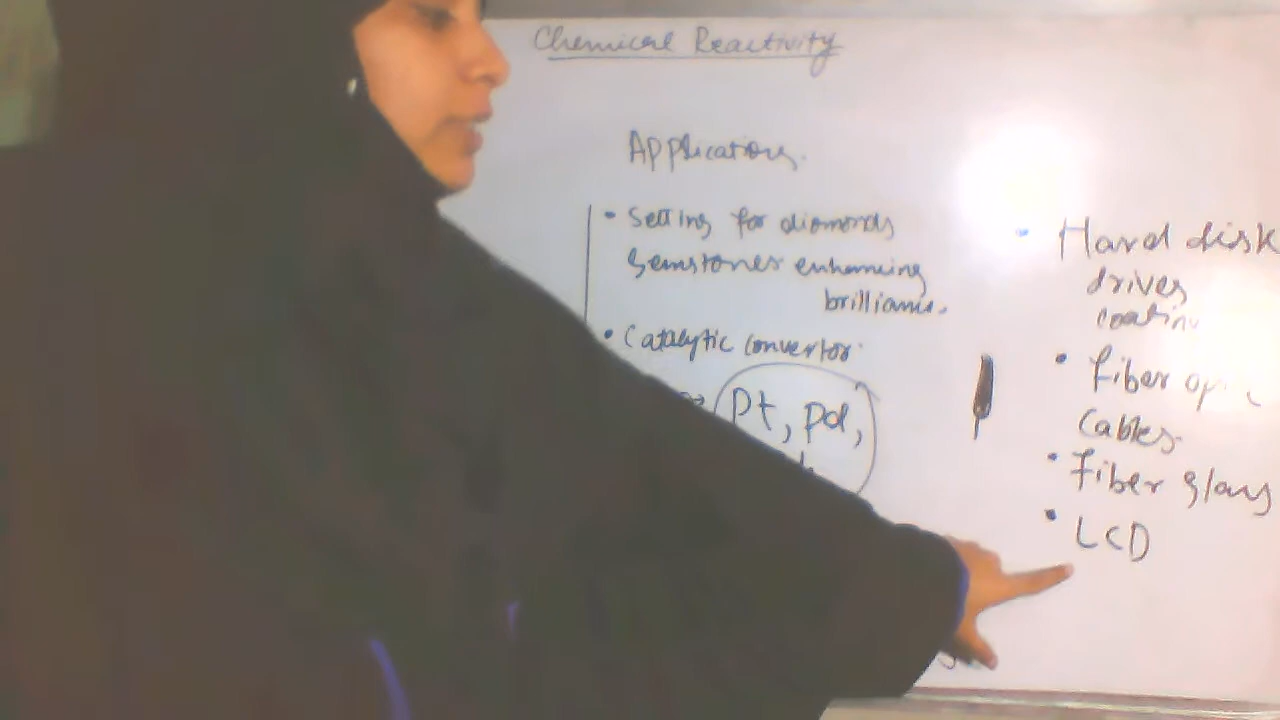 Chemical Reactivity
Applications.
• Setting for diamonds
Gemstones enhancing
brilliance.
• Catalytic convertor.
Pt, Pd,
• Hard disk
drives
coating
• Fiber
Cables.
• Fiber glass
• LCD